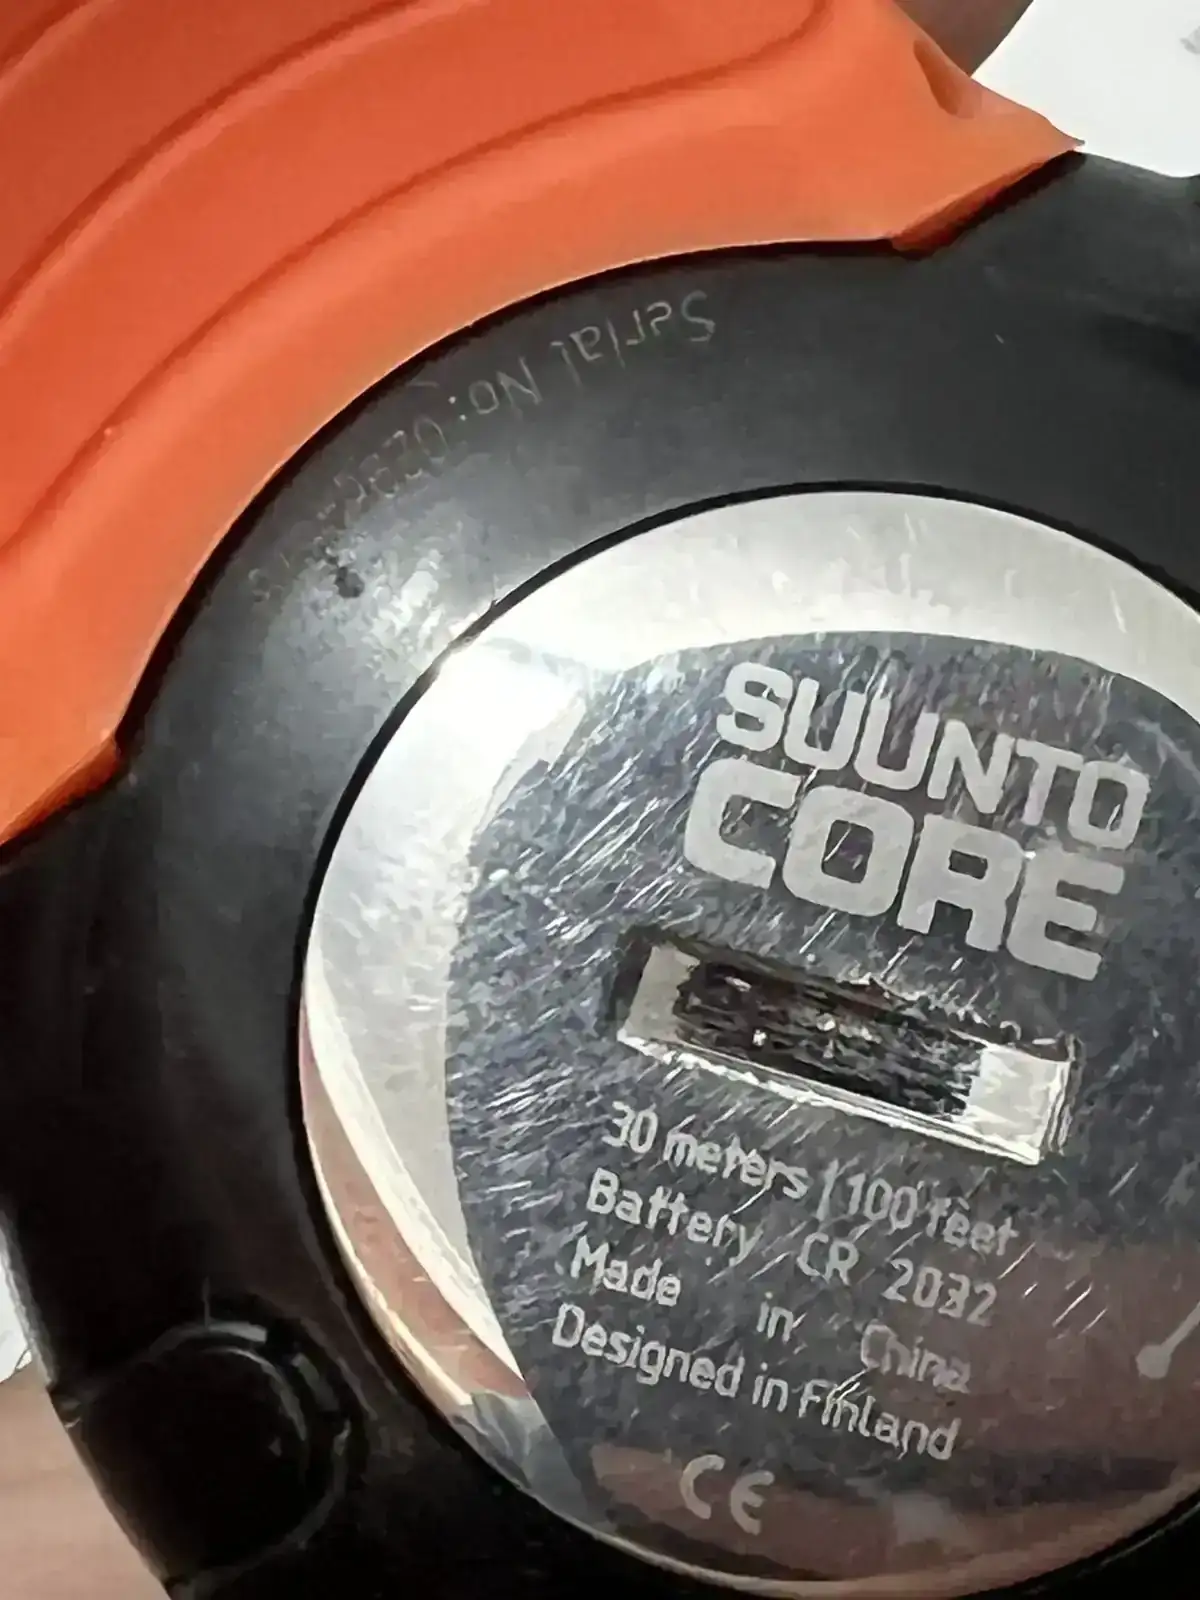 Serial No:
SUUNTO
CORE
30 meters | 100 feet
Battery CR 2032
Made in China
Designed in Finland
CE